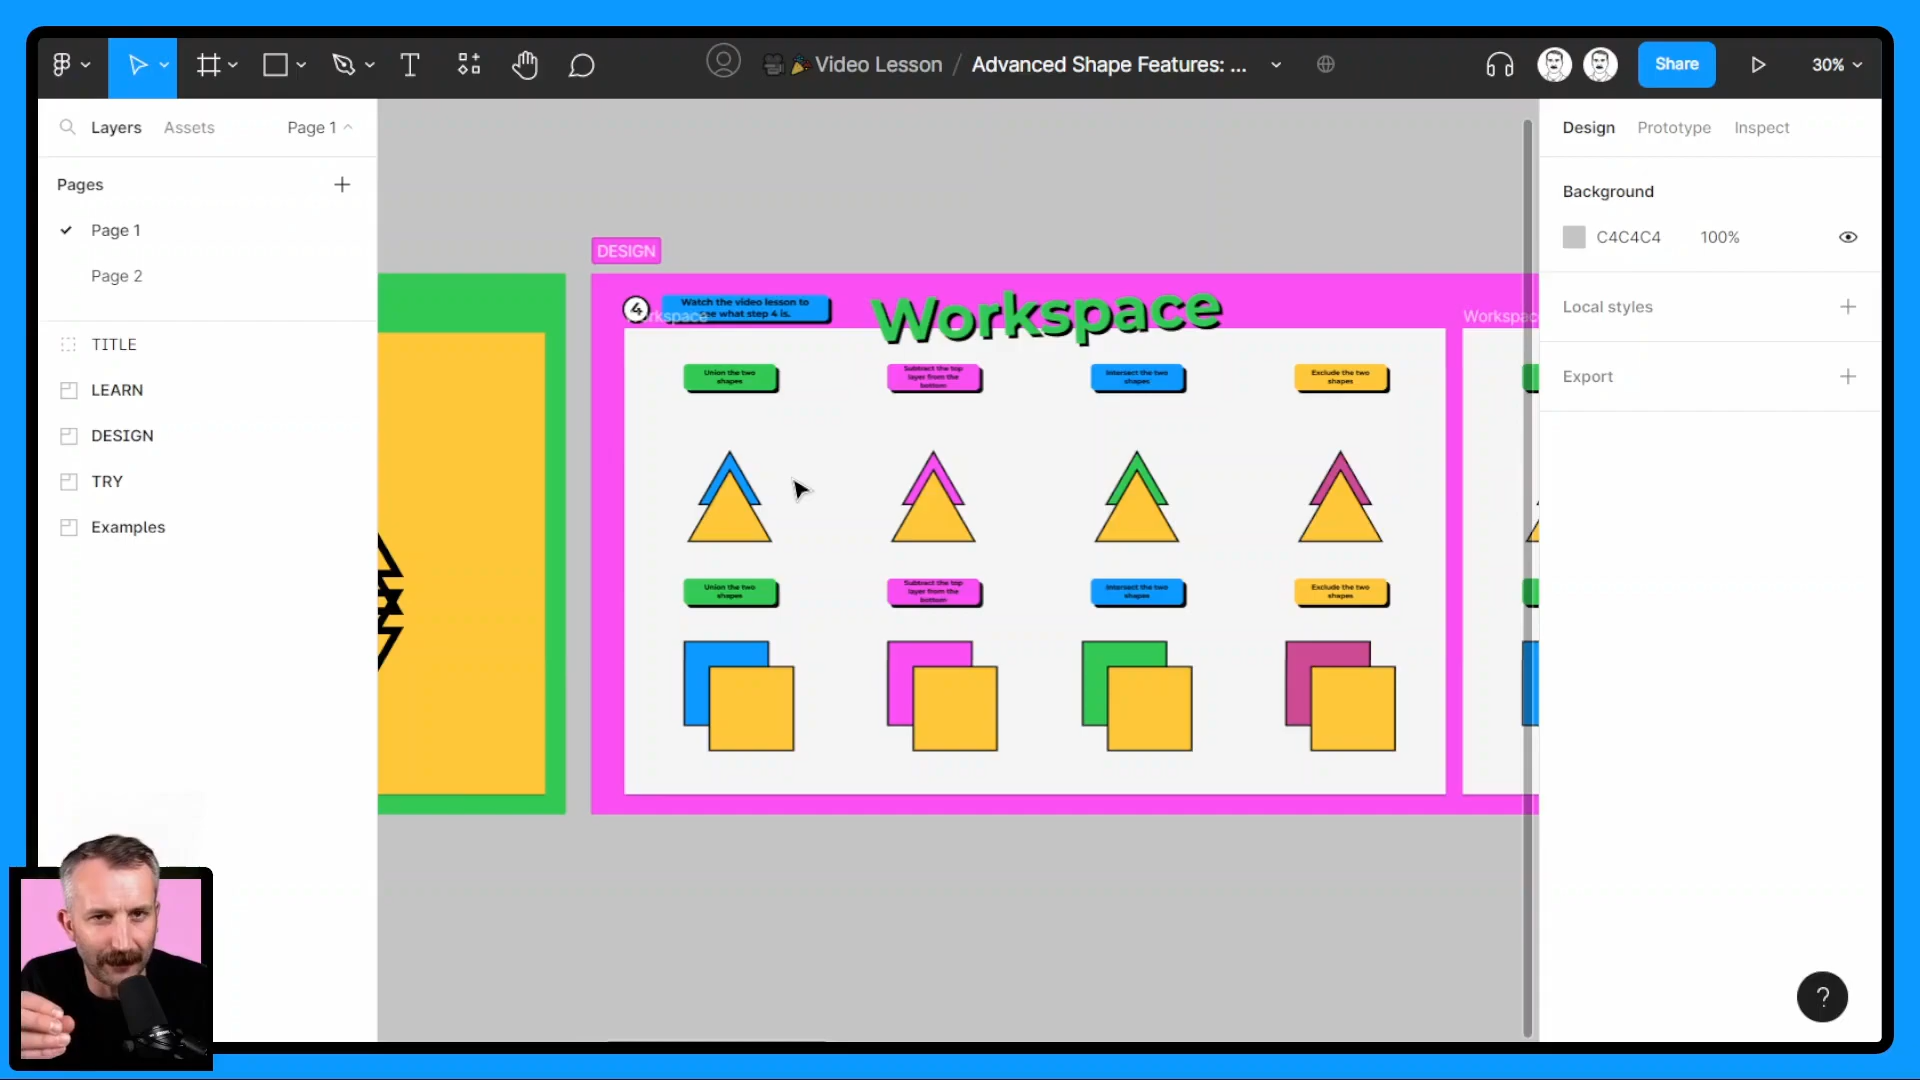 Video Lesson / Advanced Shape Features: ...
Share
30%
Layers Assets Page 1
Pages
Page 1
Page 2
TITLE
LEARN
DESIGN
TRY
Examples
DESIGN
4
Watch the video lesson to
see what step 4 is.
Workspace
Workspace
Union the two
shapes
Subtract the top
layer from the
bottom
Intersect the two
shapes
Exclude the two
shapes
Union the two
shapes
Subtract the top
layer from the
bottom
Intersect the two
shapes
Exclude the two
shapes
Design Prototype Inspect
Background
C4C4C4 100%
Local styles
Export
?